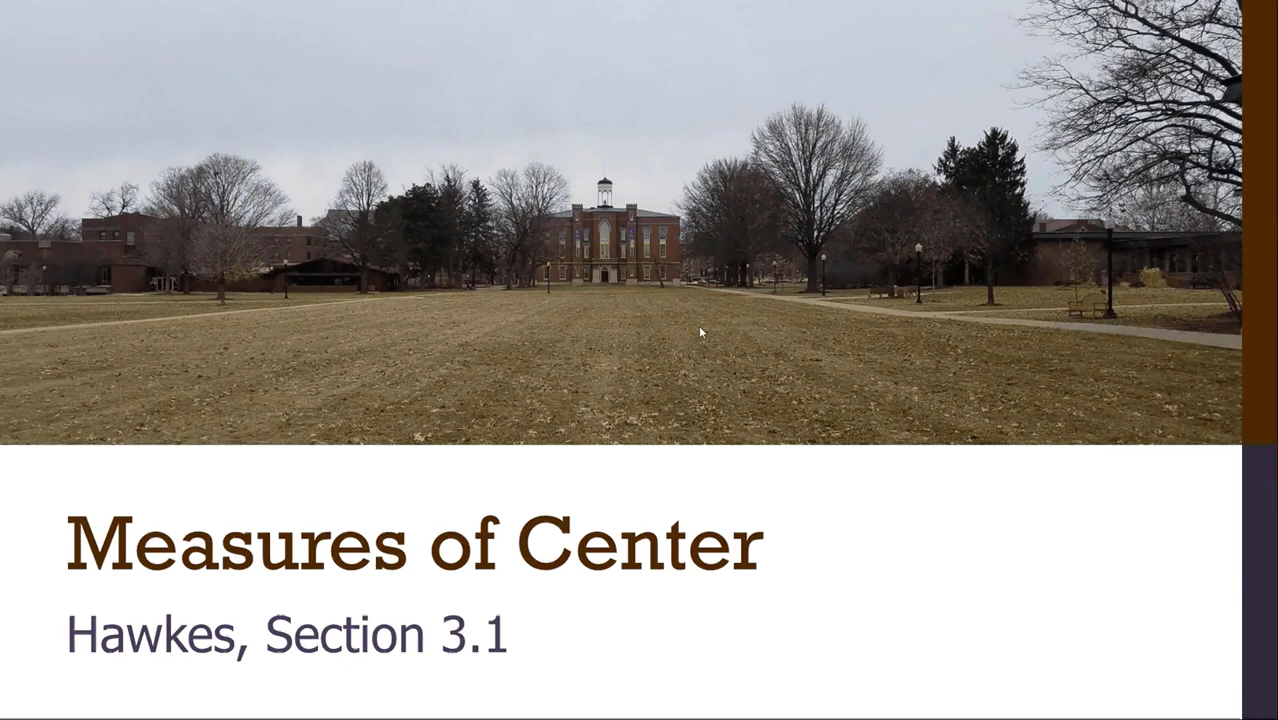 Measures of Center
Hawkes, Section 3.1